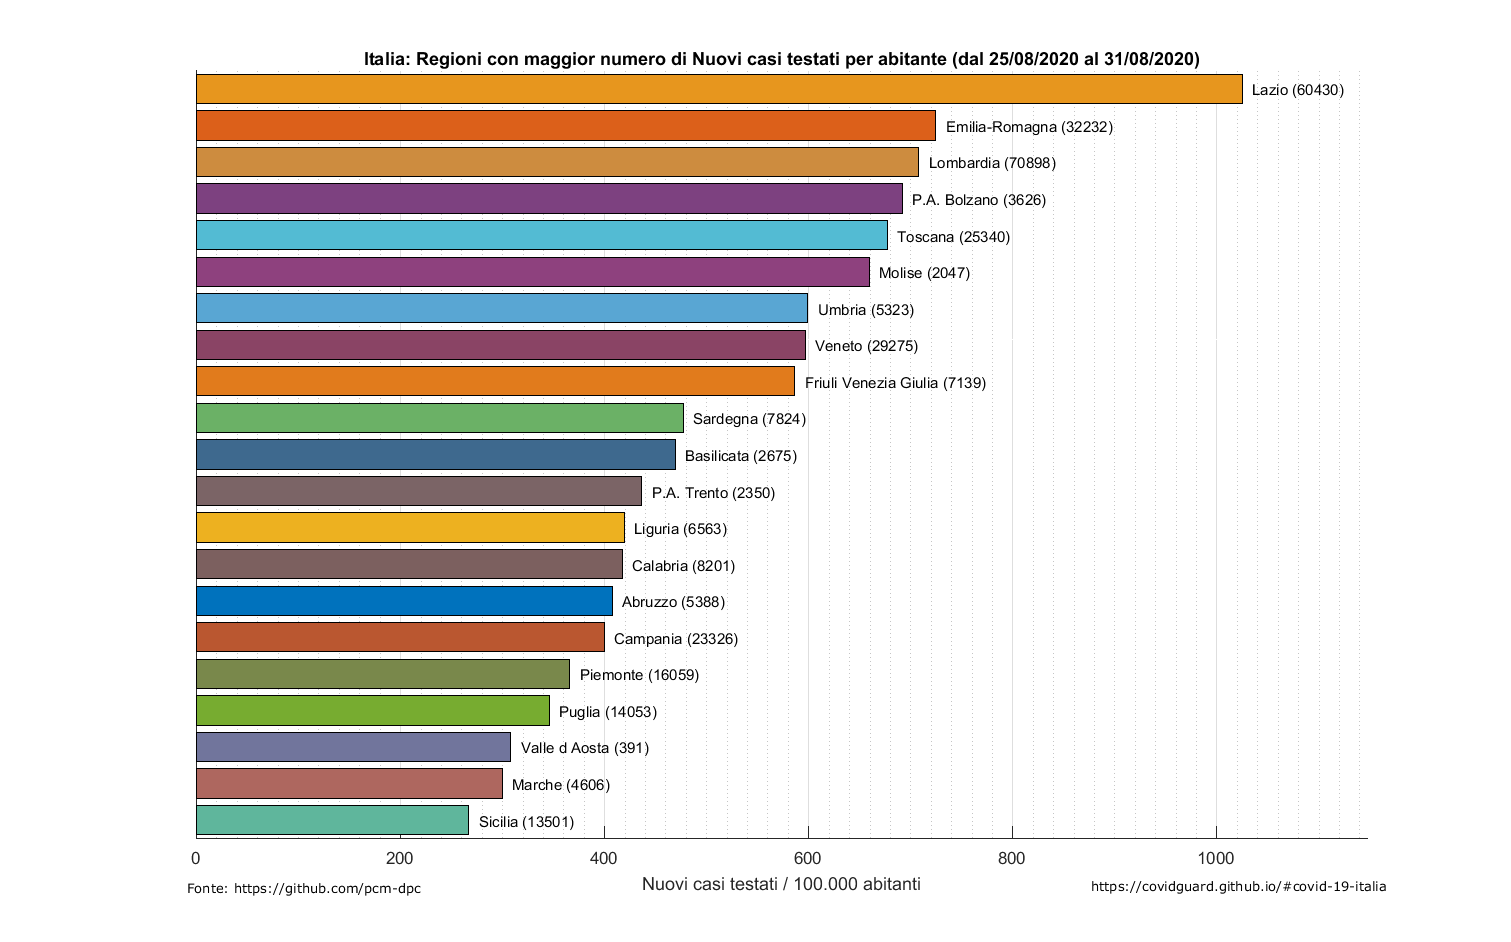 Italia: Regioni con maggior numero di Nuovi casi testati per abitante (dal 25/08/2020 al 31/08/2020)
Lazio (60430)
Emilia-Romagna (32232)
Lombardia (70898)
P.A. Bolzano (3626)
Toscana (25340)
Molise (2047)
Umbria (5323)
Veneto (29275)
Friuli Venezia Giulia (7139)
Sardegna (7824)
Basilicata (2675)
P.A. Trento (2350)
Liguria (6563)
Calabria (8201)
Abruzzo (5388)
Campania (23326)
Piemonte (16059)
Puglia (14053)
Valle d Aosta (391)
Marche (4606)
Sicilia (13501)
0 200 400 600 800 1000
Nuovi casi testati / 100.000 abitanti
Fonte: https://github.com/pcm-dpc
https://covidguard.github.io/#covid-19-italia